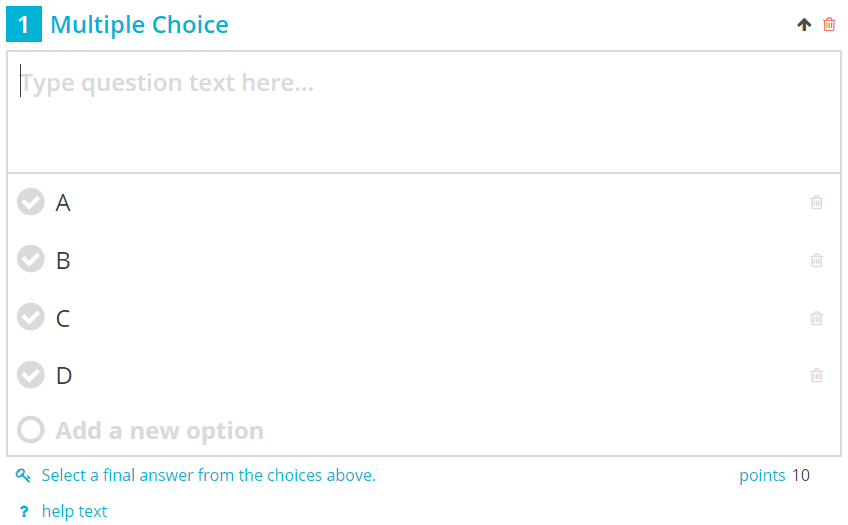 1 Multiple Choice
Type question text here...
A
B
C
D
Add a new option
Select a final answer from the choices above. points 10
? help text